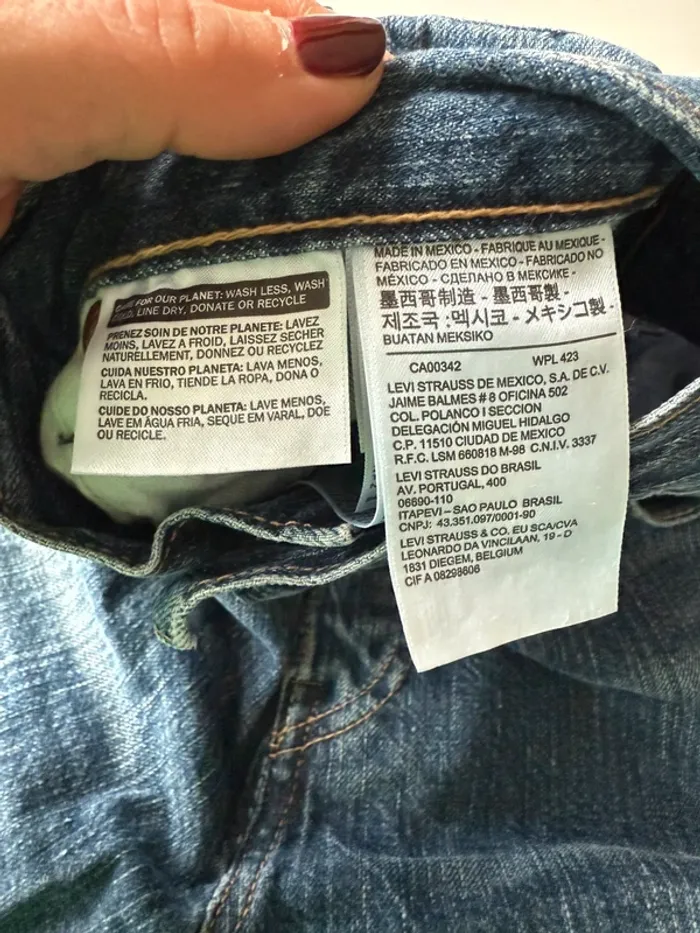 CARE FOR OUR PLANET: WASH LESS, WASH
COLD, LINE DRY, DONATE OR RECYCLE
PRENEZ SOIN DE NOTRE PLANETE: LAVEZ
MOINS, LAVEZ A FROID, LAISSEZ SECHER
NATURELLEMENT, DONNEZ OU RECYCLEZ
CUIDA NUESTRO PLANETA: LAVA MENOS,
LAVA EN FRIO, TIENDE LA ROPA, DONA O
RECICLA.
CUIDE DO NOSSO PLANETA: LAVE MENOS,
LAVE EM ÁGUA FRIA, SEQUE EM VARAL, DOE
OU RECICLE.
MADE IN MEXICO - FABRIQUE AU MEXIQUE -
FABRICADO EN MEXICO - FABRICADO NO
MÉXICO - СДЕЛАНО В МЕКСИКЕ -
墨西哥制造 - 墨西哥製 -
제조국 :멕시코 - メキシコ製 -
BUATAN MEKSIKO
CA00342 WPL 423
LEVI STRAUSS DE MEXICO, S.A. DE C.V.
JAIME BALMES # 8 OFICINA 502
COL. POLANCO I SECCION
DELEGACIÓN MIGUEL HIDALGO
C.P. 11510 CIUDAD DE MEXICO
R.F.C. LSM 660818 M-98 C.N.I.V. 3337
LEVI STRAUSS DO BRASIL
AV. PORTUGAL, 400
06690-110
ITAPEVI – SAO PAULO BRASIL
CNPJ: 43.351.097/0001-90
LEVI STRAUSS & CO. EU SCA/CVA
LEONARDO DA VINCILAAN, 19 - D
1831 DIEGEM, BELGIUM
CIF A 08298606